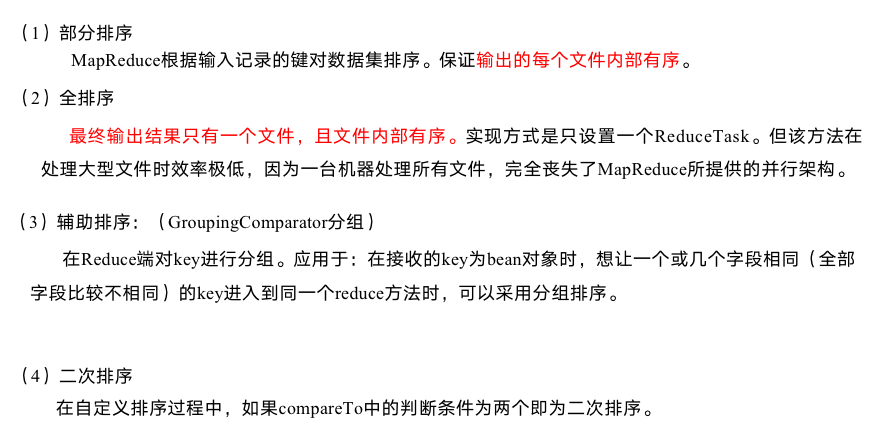 （1）部分排序
MapReduce根据输入记录的键对数据集排序。保证输出的每个文件内部有序。
（2）全排序
最终输出结果只有一个文件，且文件内部有序。实现方式是只设置一个ReduceTask。但该方法在
处理大型文件时效率极低，因为一台机器处理所有文件，完全丧失了MapReduce所提供的并行架构。
（3）辅助排序：（GroupingComparator分组）
在Reduce端对key进行分组。应用于：在接收的key为bean对象时，想让一个或几个字段相同（全部
字段比较不相同）的key进入到同一个reduce方法时，可以采用分组排序。
（4）二次排序
在自定义排序过程中，如果compareTo中的判断条件为两个即为二次排序。